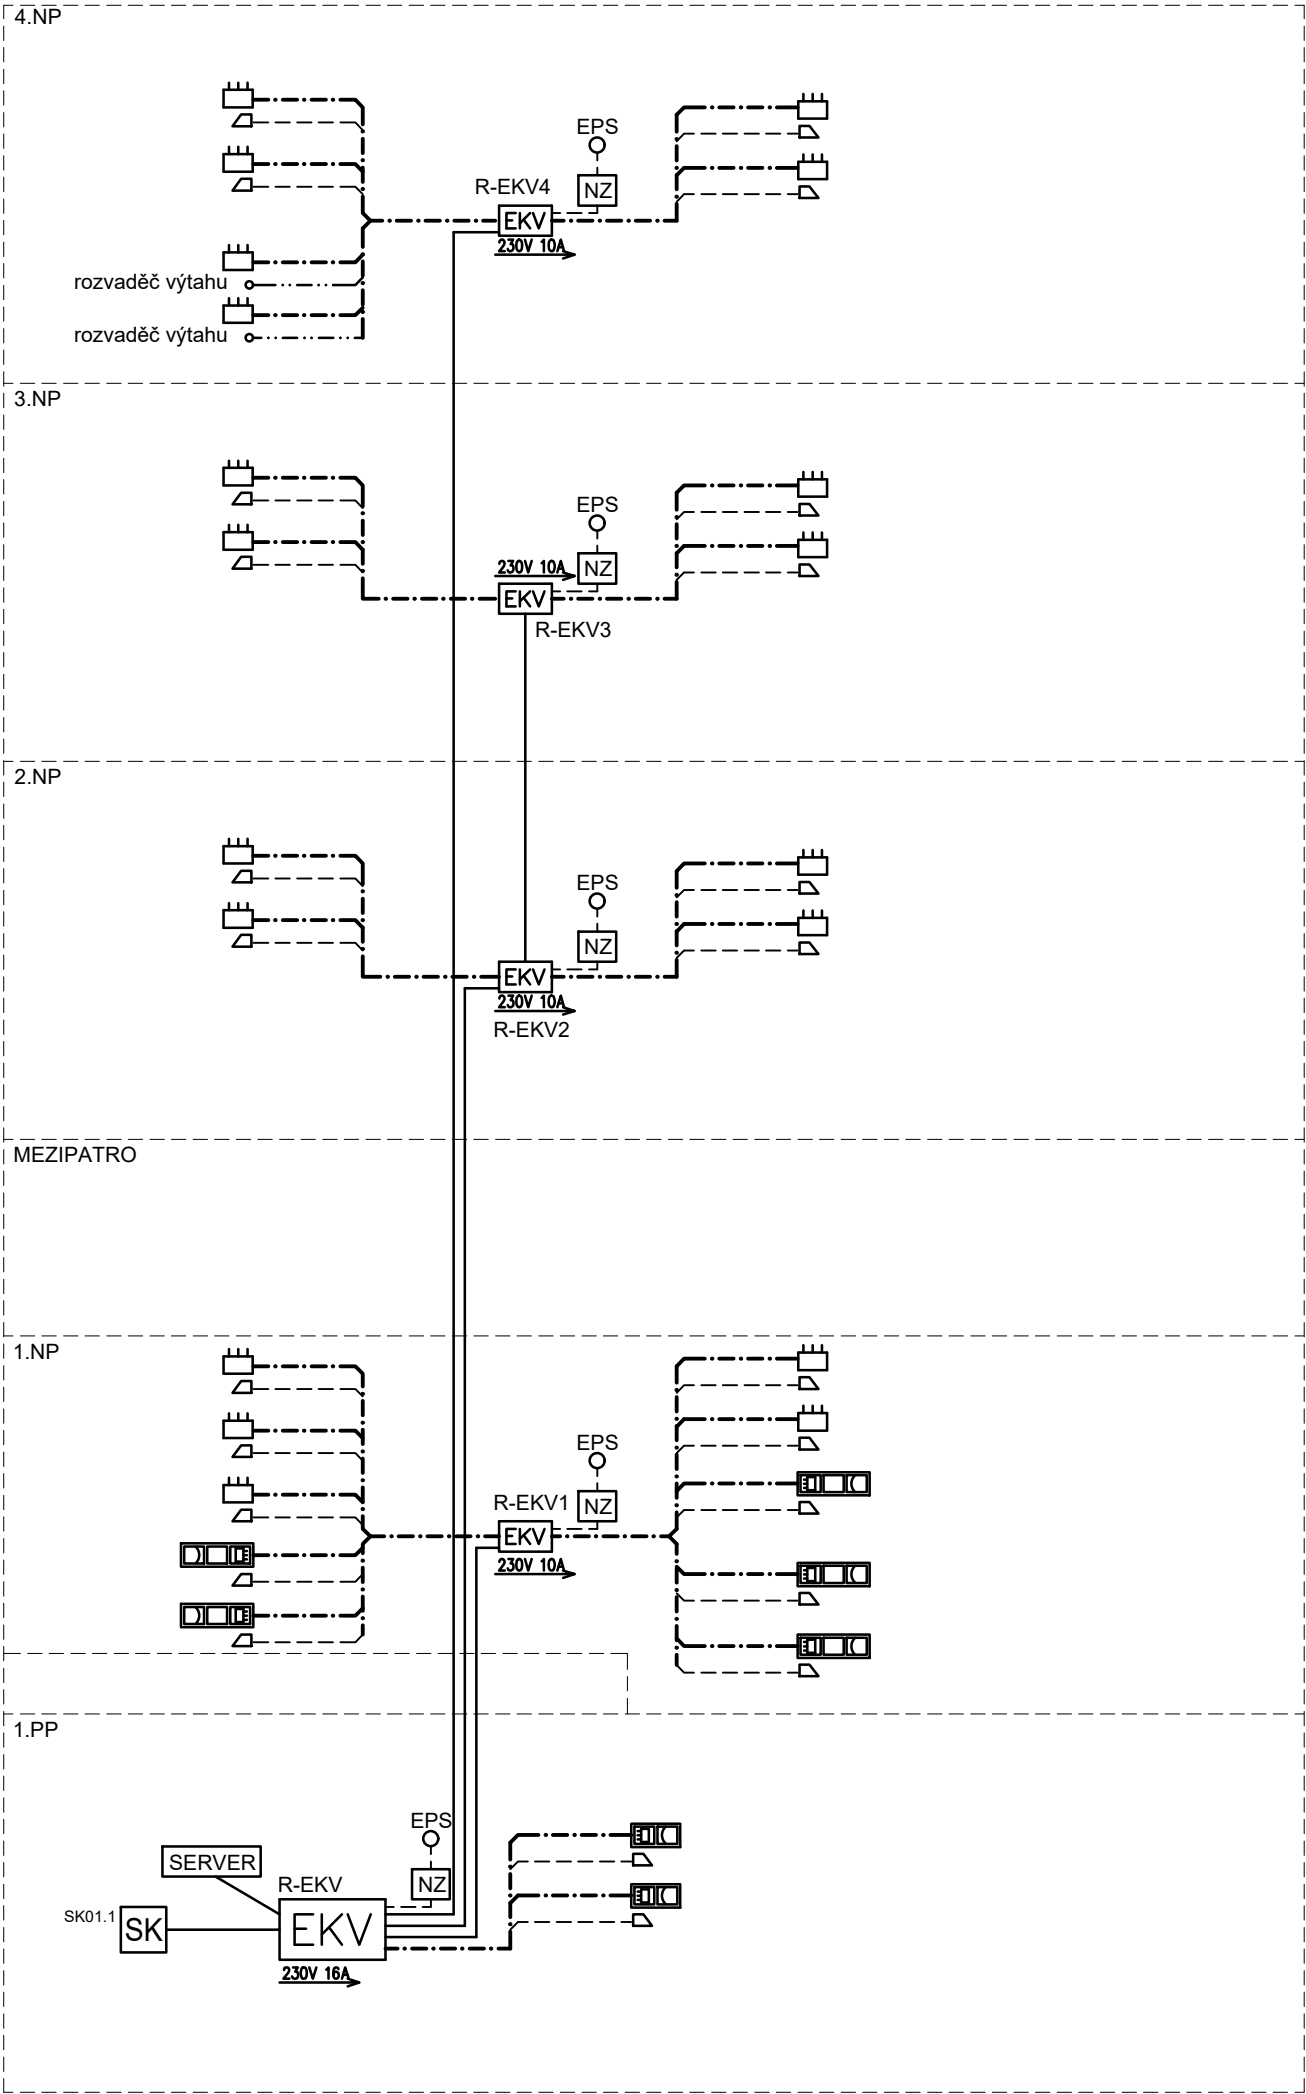 4.NP
EPS
R-EKV4
NZ
EKV
230V 10A
rozvaděč výtahu
rozvaděč výtahu
3.NP
EPS
230V 10A
NZ
EKV
R-EKV3
2.NP
EPS
NZ
EKV
230V 10A
R-EKV2
MEZIPATRO
1.NP
EPS
R-EKV1
NZ
EKV
230V 10A
1.PP
EPS
SERVER
R-EKV
NZ
SK01.1
SK
EKV
230V 16A